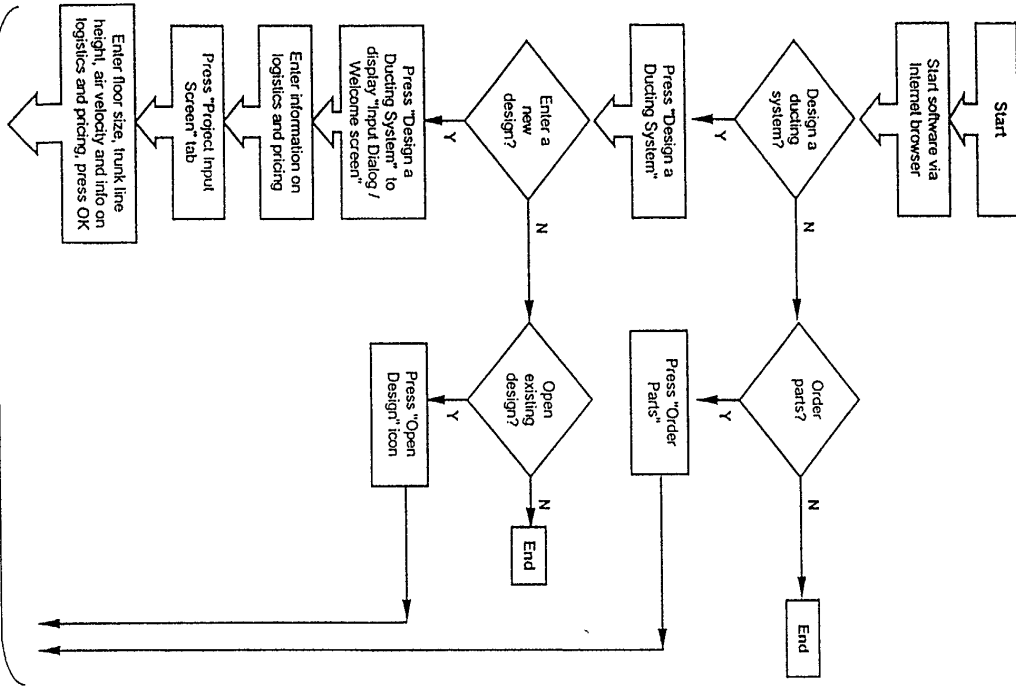 Start
Start software via
Internet browser
Design a
ducting
system?
N
Order
parts?
N
End
Y
Y
Press "Design a
Ducting System"
Press "Order
Parts"
Enter a
new
design?
N
Open
existing
design?
N
End
Y
Y
Press "Design a
Ducting System" to
display "Input Dialog /
Welcome screen"
Press "Open
Design" icon
Enter information on
logistics and pricing
Press "Project Input
Screen" tab
Enter floor size, trunk line
height, air velocity and info on
logistics and pricing, press OK